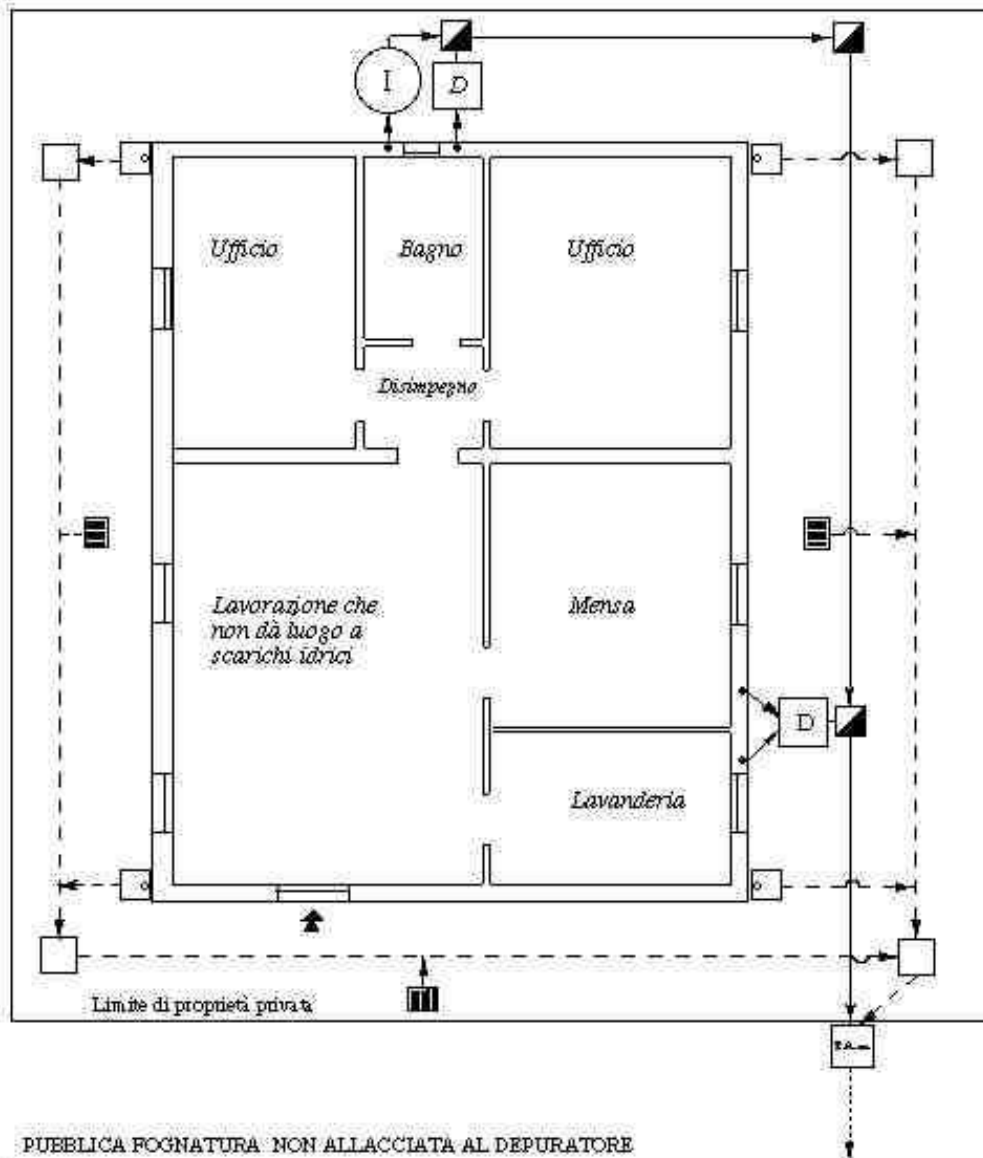 I
D
Ufficio
Bagno
Ufficio
Disimpegno
Lavorazione che
non dà luogo a
scarichi idrici
Mensa
D
Lavanderia
Limite di proprietà privata
PUBBLICA FOGNATURA NON ALLACCIATA AL DEPURATORE